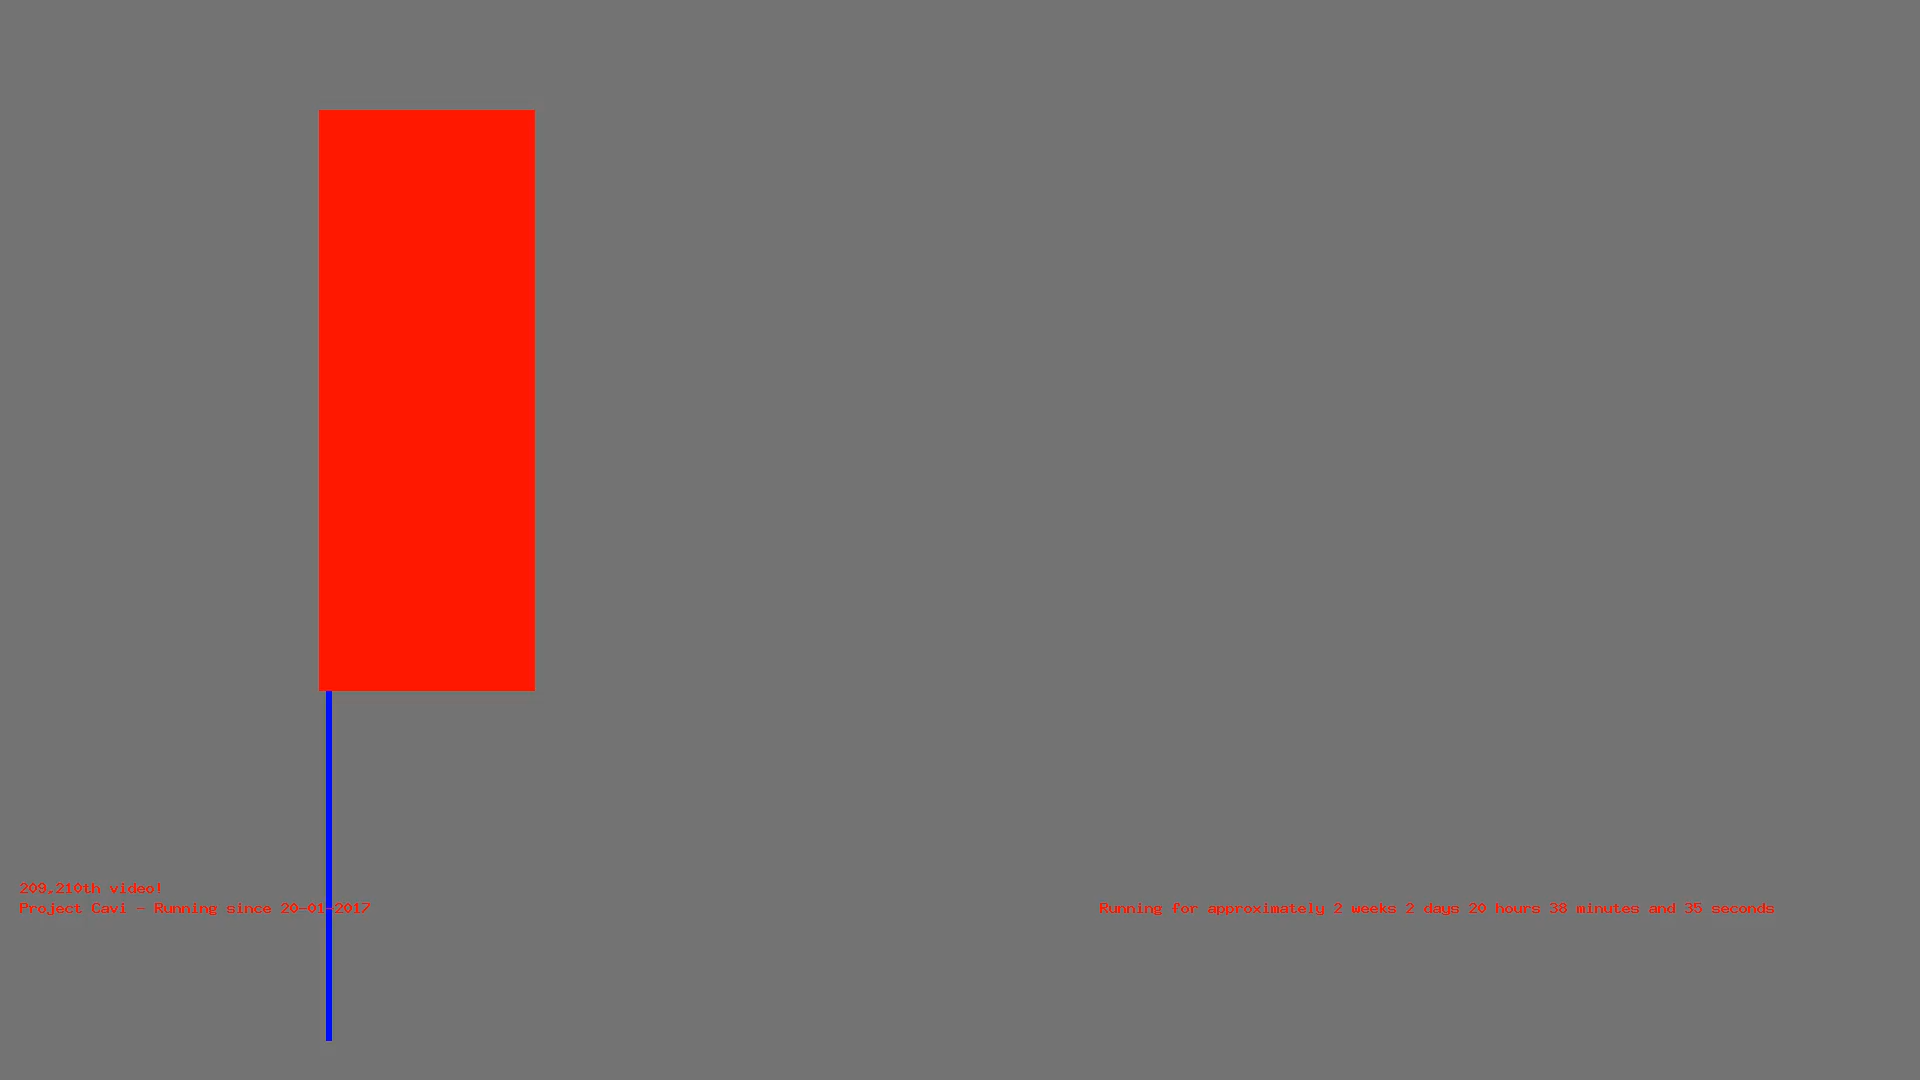 209.210th video!
Project Cavi - Running since 20-01-2017
Running for approximately 2 weeks 2 days 20 hours 38 minutes and 35 seconds